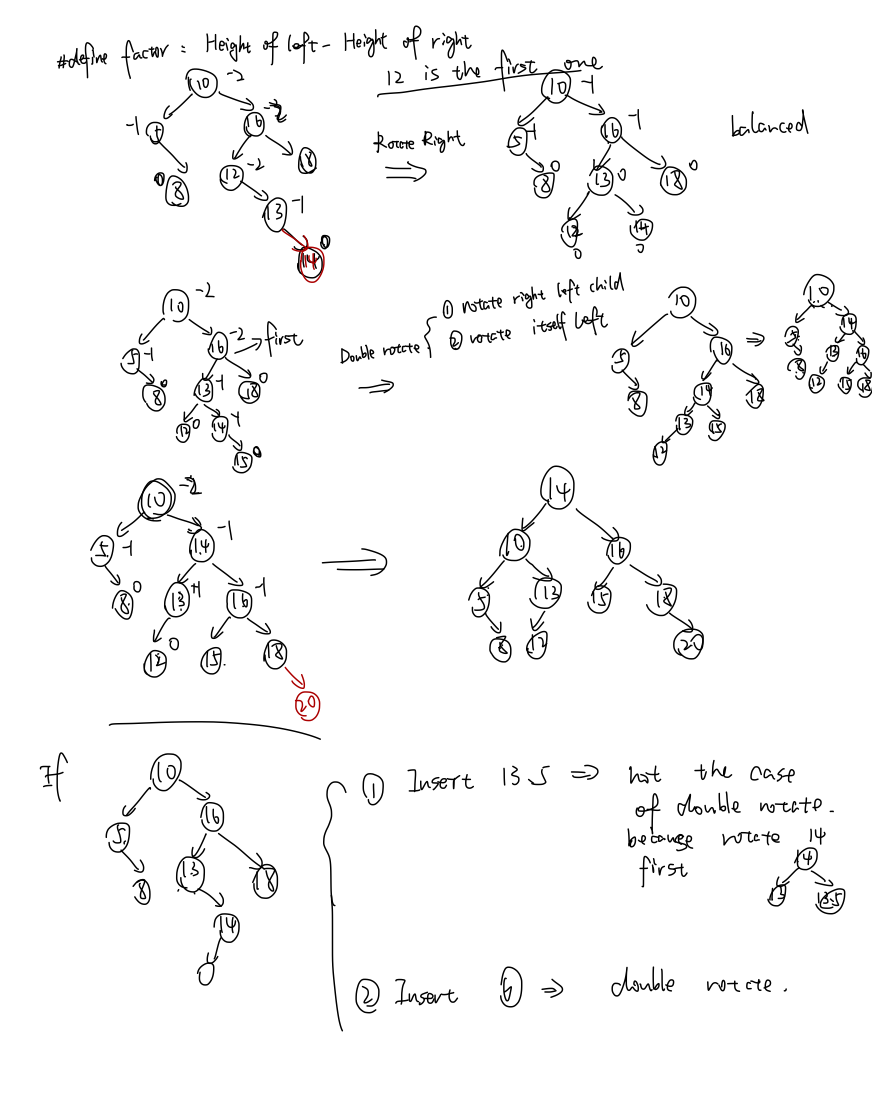 #define factor : Height of left - Height of right
12 is the first one
10 -2
-1 16
0 8 12 -2 18
13 -1
14 0
Rotate Right
⇒
10 -1
5 -1 16 -1
8 0 13 0 18 0
12 14
0 0
balanced
10 -2
5 -1 16 -2 → first
8 0 13 -1 18 0
12 0 14 -1
15 0
Double rotate
① rotate right left child
② rotate itself left
⇒
10
5 16
8 14 18
13 15
12
⇒
10
5 14
8 13 16
12 15 18
10 -2
5 -1 14 -1
8 0 13 +1 16 -1
12 0 15 18
20
⇒
14
10 16
5 13 15 18
8 12 20
If
10
5 16
8 13 18
14
① Insert 13.5 ⇒ not the case
of double rotate.
because rotate 14
first
14
13 13.5
② Insert 6 ⇒ double rotate.